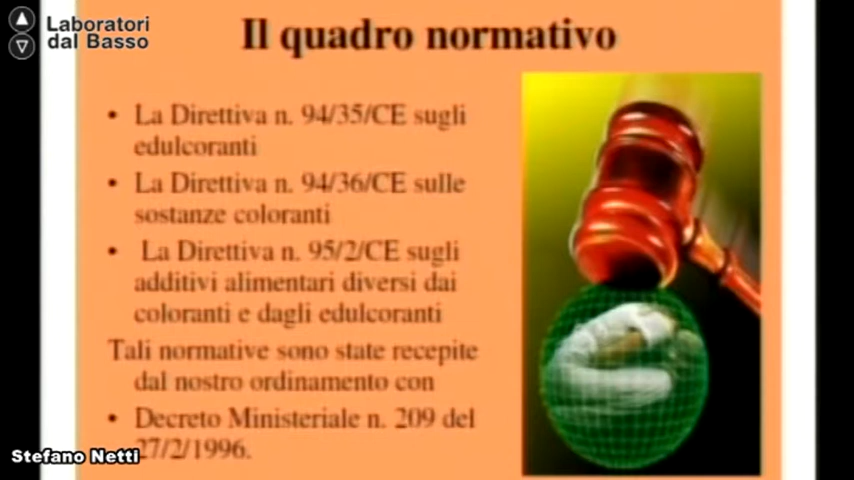 Laboratori
dal Basso
Il quadro normativo
• La Direttiva n. 94/35/CE sugli
edulcoranti
• La Direttiva n. 94/36/CE sulle
sostanze coloranti
• La Direttiva n. 95/2/CE sugli
additivi alimentari diversi dai
coloranti e dagli edulcoranti
Tali normative sono state recepite
dal nostro ordinamento con
• Decreto Ministeriale n. 209 del
27/2/1996.
Stefano Netti